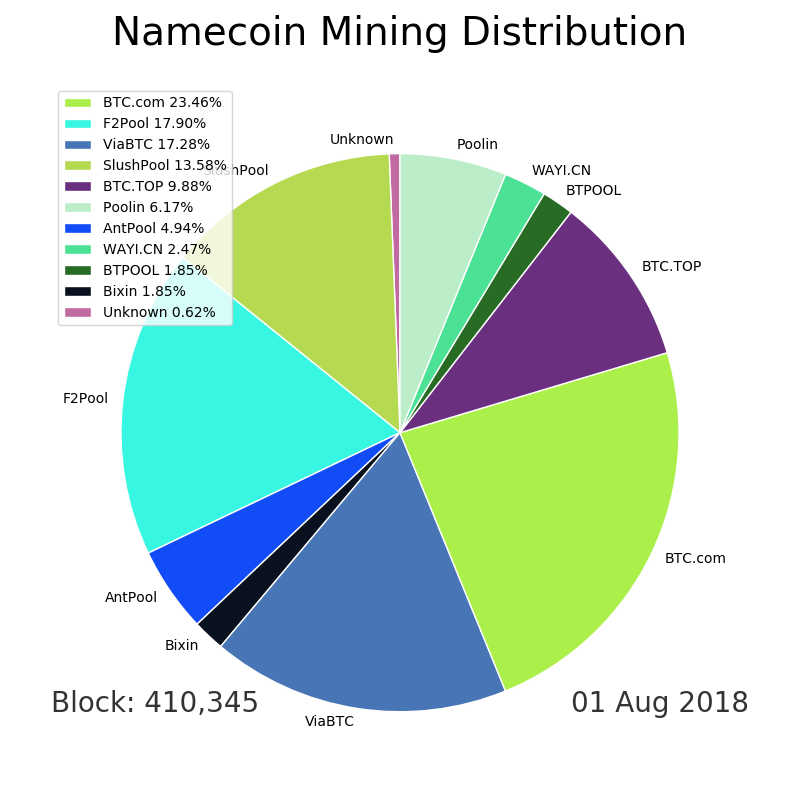 Namecoin Mining Distribution
BTC.com 23.46%
F2Pool 17.90%
ViaBTC 17.28%
SlushPool 13.58%
BTC.TOP 9.88%
Poolin 6.17%
AntPool 4.94%
WAYI.CN 2.47%
BTPOOL 1.85%
Bixin 1.85%
Unknown 0.62%
Unknown
Poolin
WAYI.CN
BTPOOL
SlushPool
BTC.TOP
F2Pool
BTC.com
AntPool
Bixin
ViaBTC
Block: 410,345
01 Aug 2018